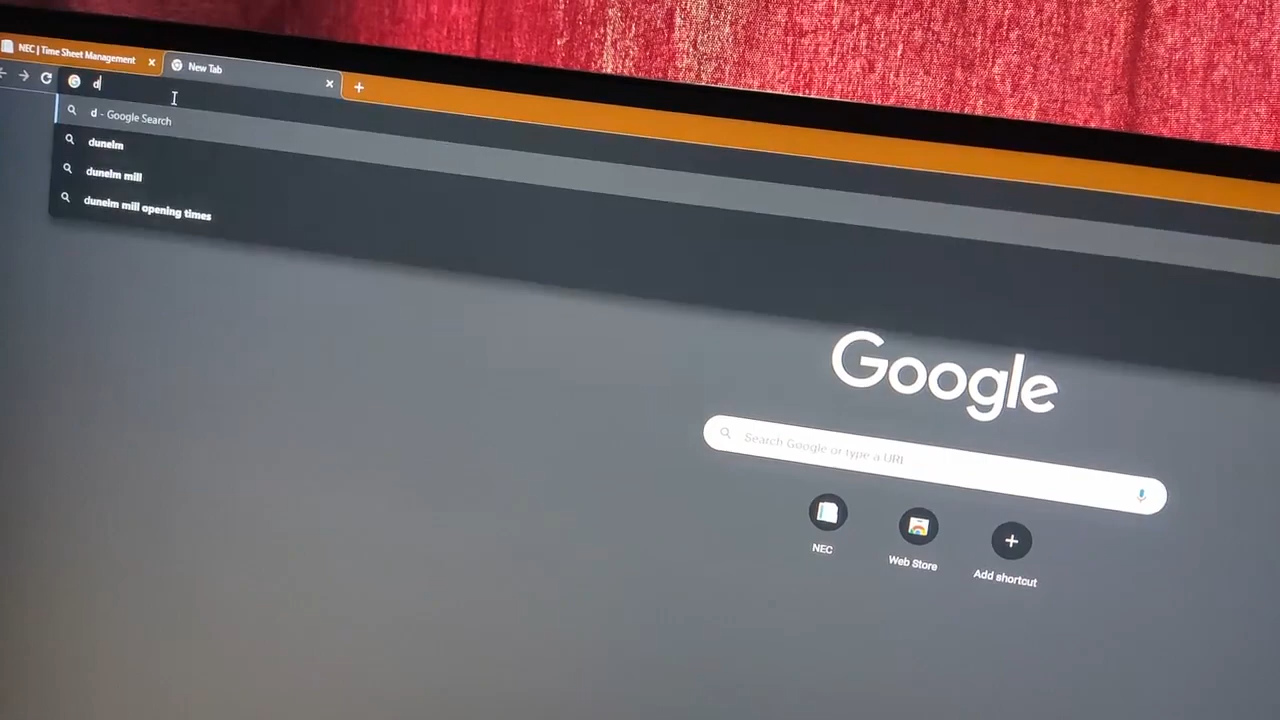 NEC | Time Sheet Management
New Tab
d
d - Google Search
dunelm
dunelm mill
dunelm mill opening times
Google
Search Google or type a URL
NEC
Web Store
Add shortcut